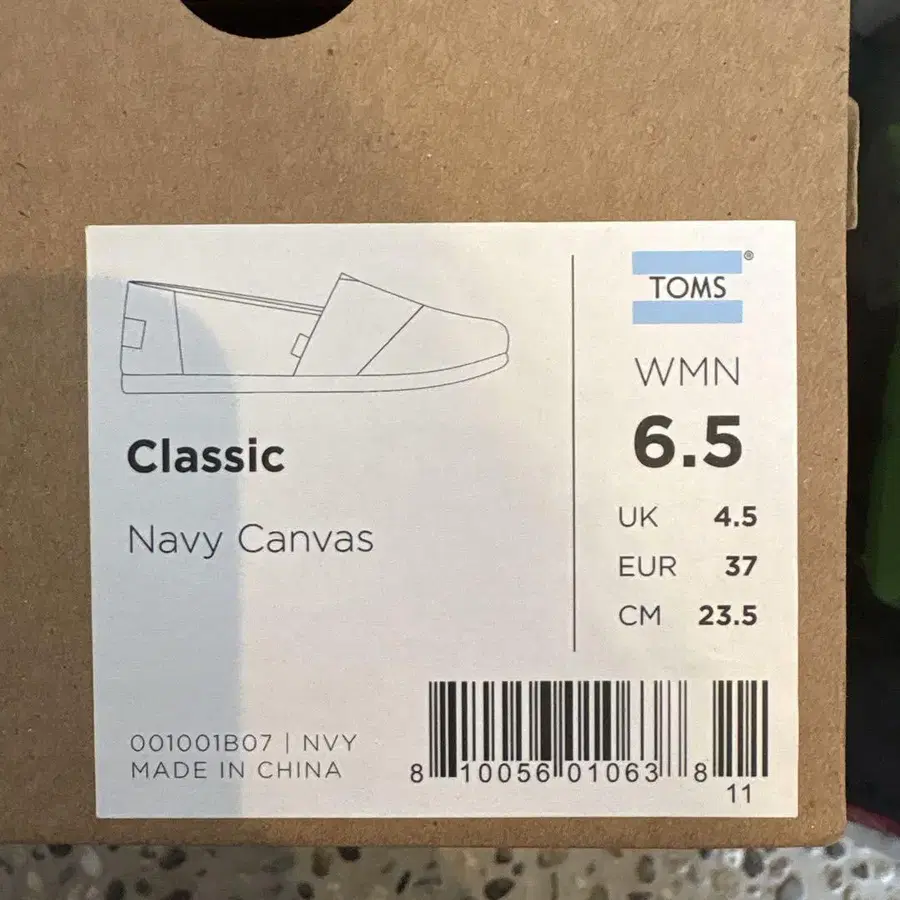 TOMS®
WMN
6.5
UK 4.5
EUR 37
CM 23.5
Classic
Navy Canvas
001001B07 | NVY
MADE IN CHINA
8 10056 01063 8
11